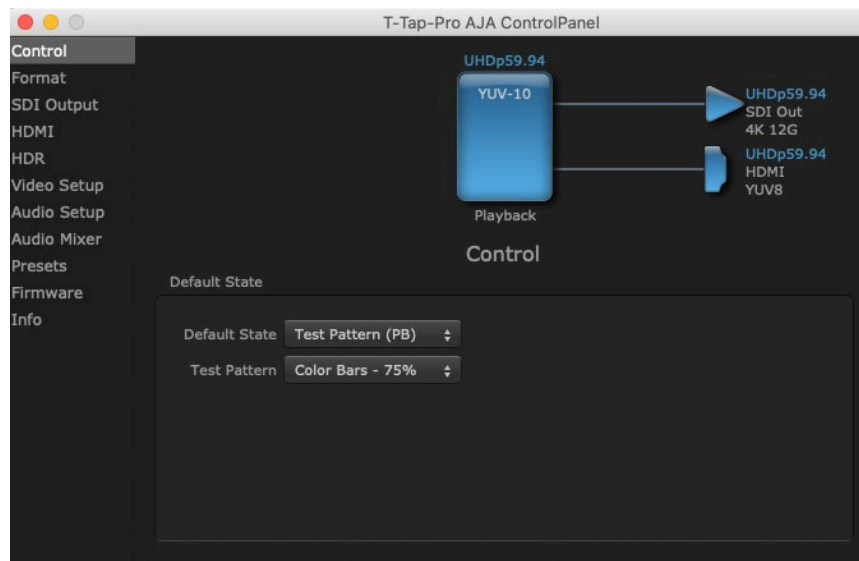 T-Tap-Pro AJA ControlPanel
Control
Format
SDI Output
HDMI
HDR
Video Setup
Audio Setup
Audio Mixer
Presets
Firmware
Info
UHDp59.94
YUV-10
Playback
UHDp59.94
SDI Out
4K 12G
UHDp59.94
HDMI
YUV8
Control
Default State
Default State Test Pattern (PB)
Test Pattern Color Bars - 75%